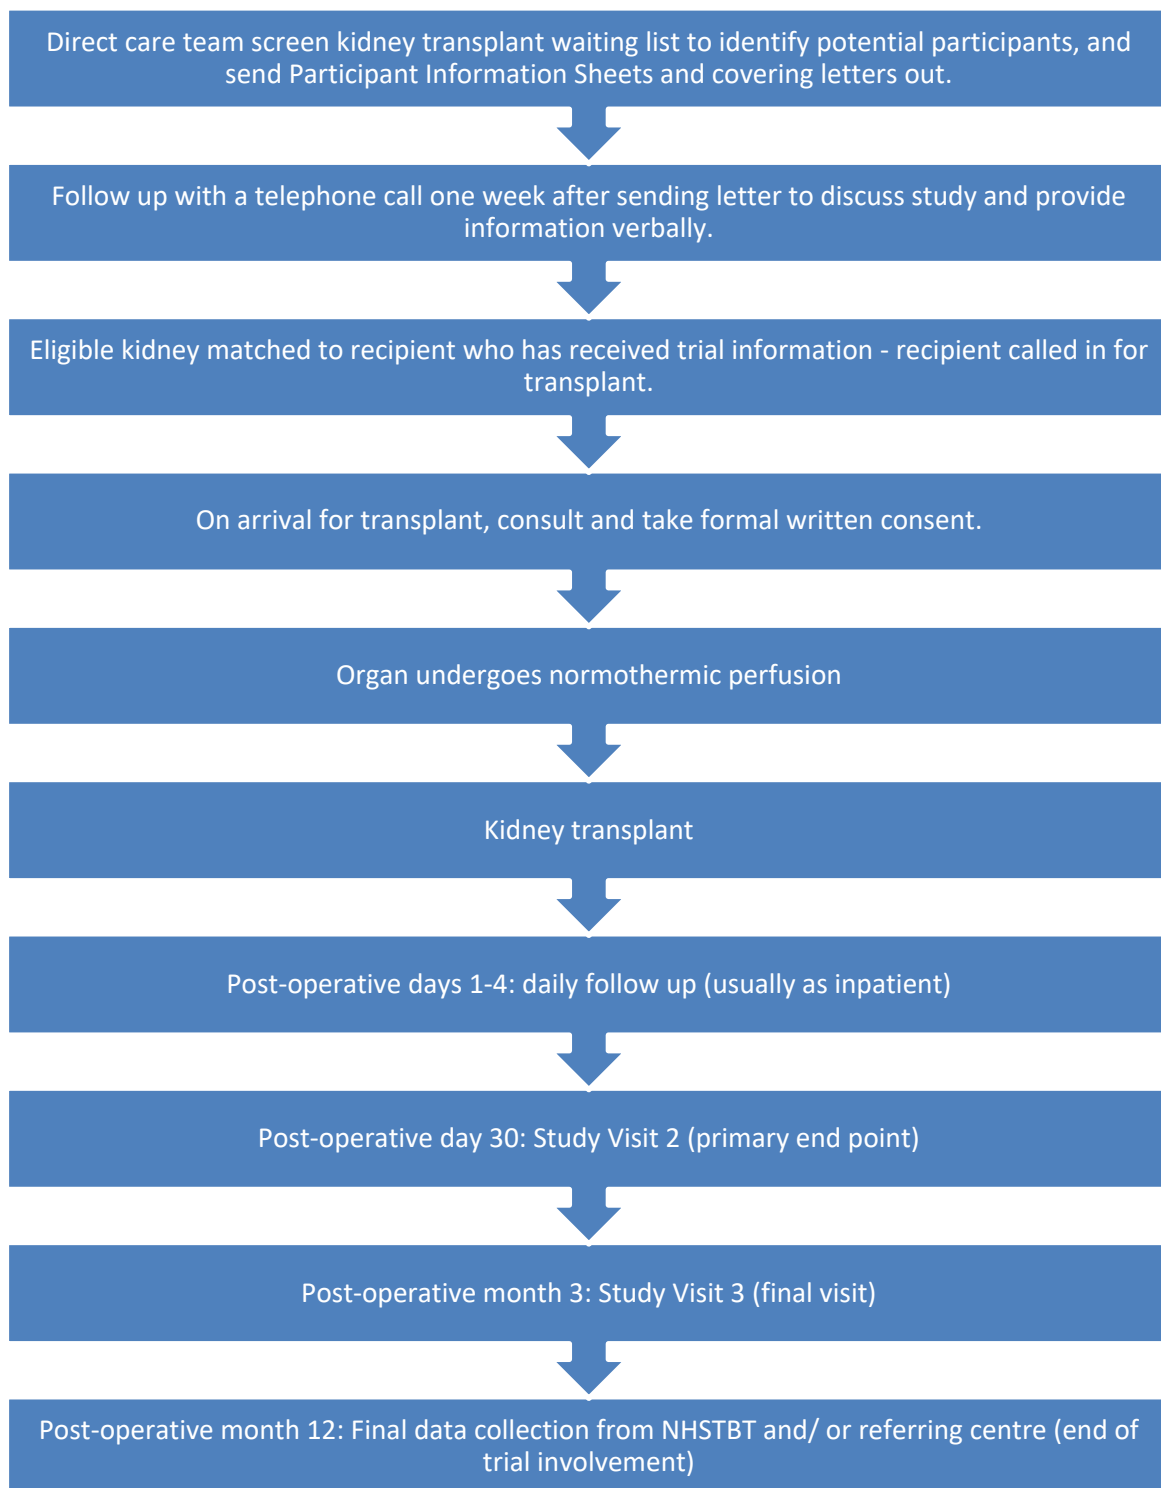 Direct care team screen kidney transplant waiting list to identify potential participants, and
send Participant Information Sheets and covering letters out.
Follow up with a telephone call one week after sending letter to discuss study and provide
information verbally.
Eligible kidney matched to recipient who has received trial information - recipient called in for
transplant.
On arrival for transplant, consult and take formal written consent.
Organ undergoes normothermic perfusion
Kidney transplant
Post-operative days 1-4: daily follow up (usually as inpatient)
Post-operative day 30: Study Visit 2 (primary end point)
Post-operative month 3: Study Visit 3 (final visit)
Post-operative month 12: Final data collection from NHSTBT and/ or referring centre (end of
trial involvement)